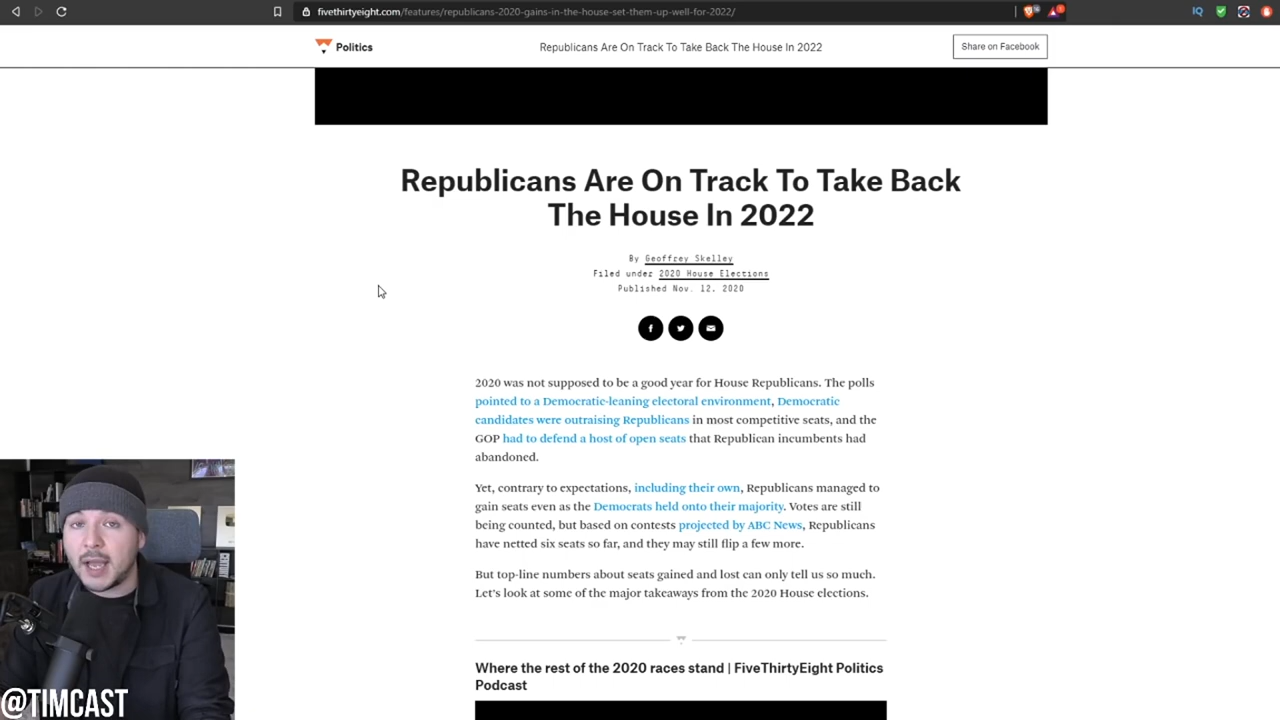 fivethirtyeight.com/features/republicans-2020-gains-in-the-house-set-them-up-well-for-2022/
Politics
Republicans Are On Track To Take Back The House In 2022
Share on Facebook
Republicans Are On Track To Take Back
The House In 2022
By Geoffrey Skelley
Filed under 2020 House Elections
Published Nov. 12, 2020
2020 was not supposed to be a good year for House Republicans. The polls
pointed to a Democratic-leaning electoral environment, Democratic
candidates were outraising Republicans in most competitive seats, and the
GOP had to defend a host of open seats that Republican incumbents had
abandoned.
Yet, contrary to expectations, including their own, Republicans managed to
gain seats even as the Democrats held onto their majority. Votes are still
being counted, but based on contests projected by ABC News, Republicans
have netted six seats so far, and they may still flip a few more.
But top-line numbers about seats gained and lost can only tell us so much.
Let's look at some of the major takeaways from the 2020 House elections.
Where the rest of the 2020 races stand | FiveThirtyEight Politics
Podcast
@TIMCAST